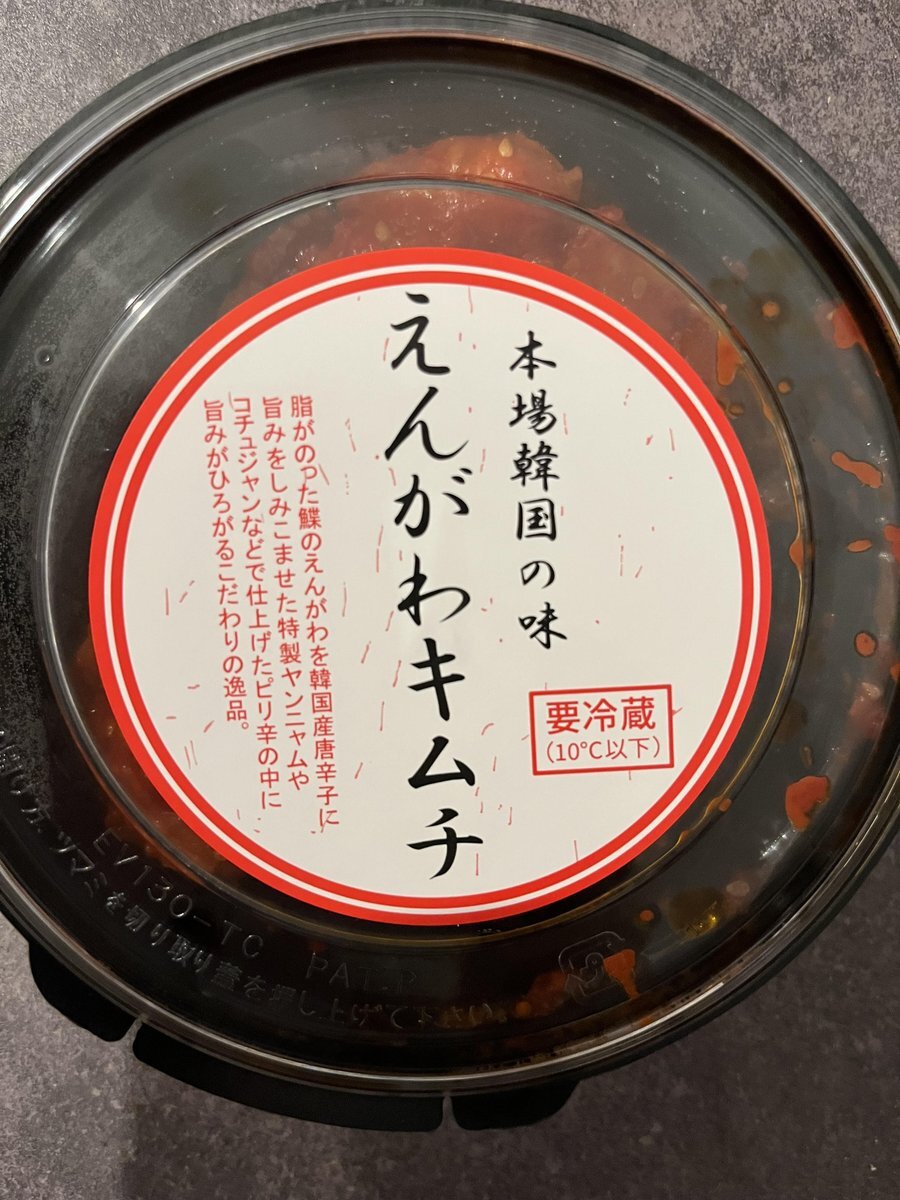 本場韓国の味
えんがわキムチ
要冷蔵
(10℃以下)
脂がのった鰈のえんがわを韓国産唐辛子に
旨みをしみこませた特製ヤンニャムや
コチュジャンなどで仕上げたピリ辛の中に
旨みがひろがるこだわりの逸品。
EV130-TC PAT.P
ツマミを切り取り蓋を押し上げて下さい。